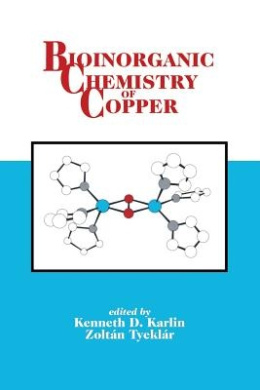 BIOINORGANIC
CHEMISTRY
OF
COPPER
edited by
Kenneth D. Karlin
Zoltán Tyeklár